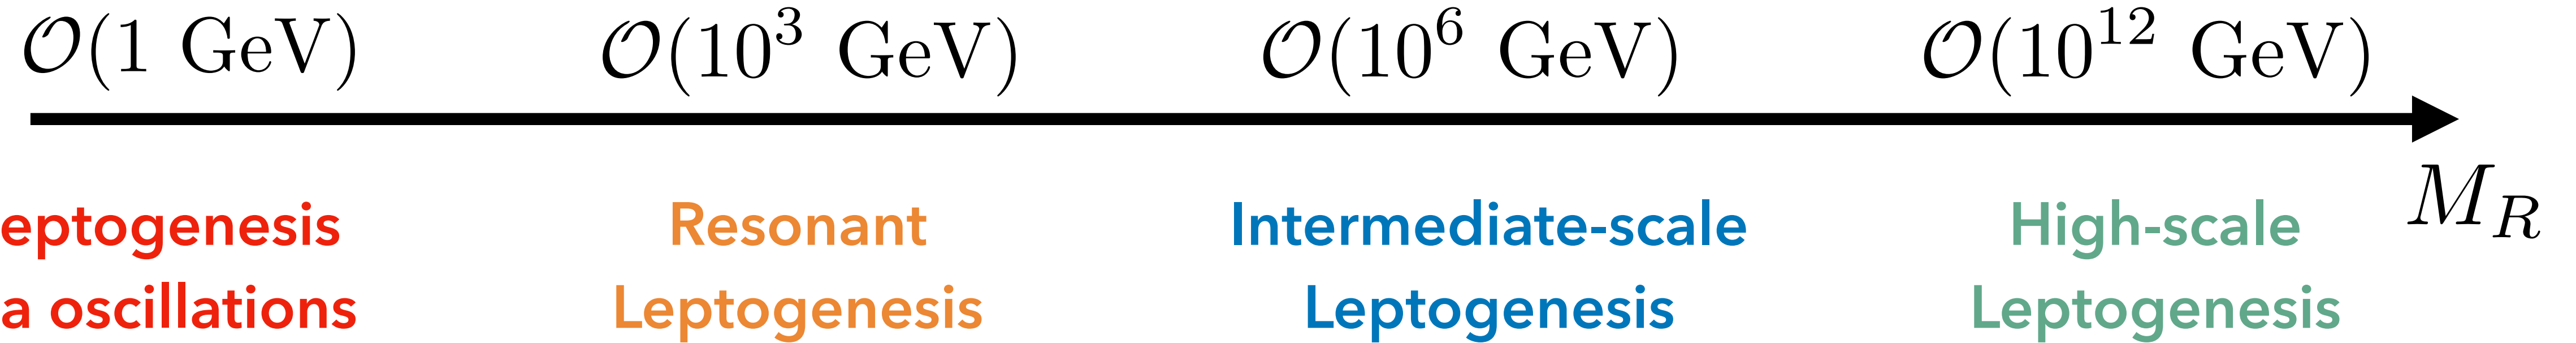 𝒪(1 GeV) 𝒪(10³ GeV) 𝒪(10⁶ GeV) 𝒪(10¹² GeV)
M_R
eptogenesis
a oscillations
Resonant
Leptogenesis
Intermediate-scale
Leptogenesis
High-scale
Leptogenesis